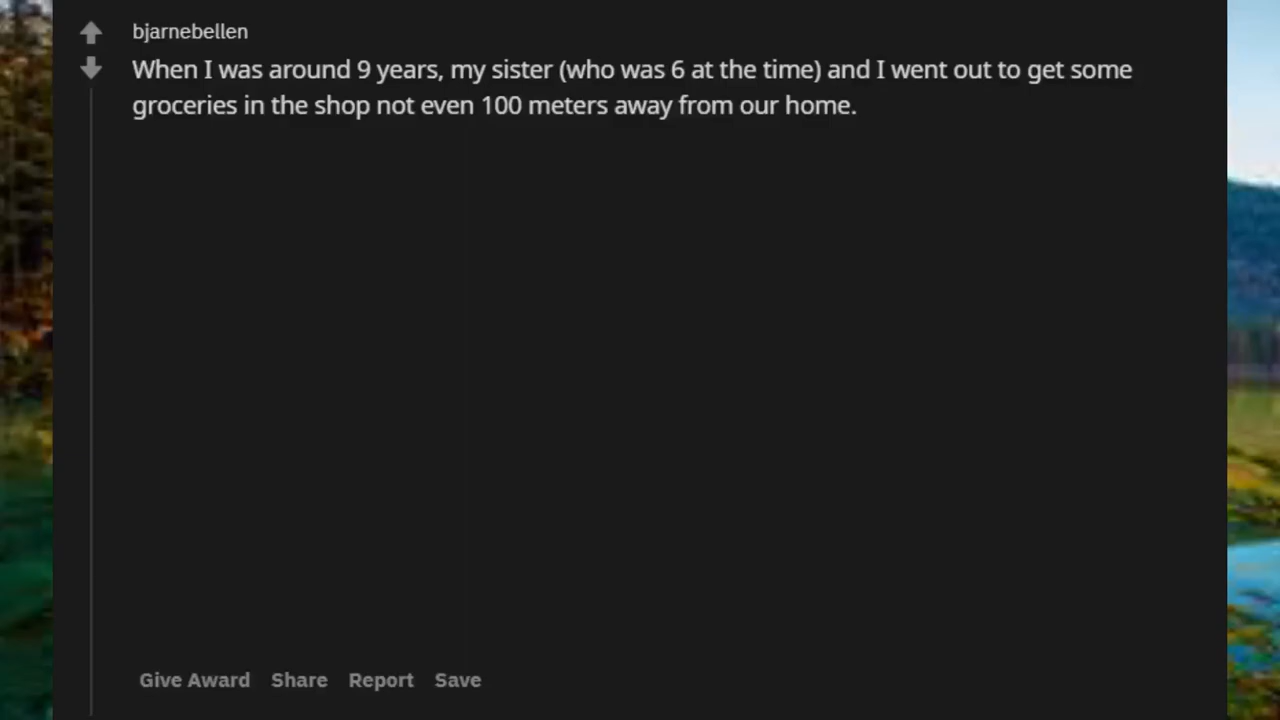 bjarnebellen
When I was around 9 years, my sister (who was 6 at the time) and I went out to get some
groceries in the shop not even 100 meters away from our home.
Give Award Share Report Save